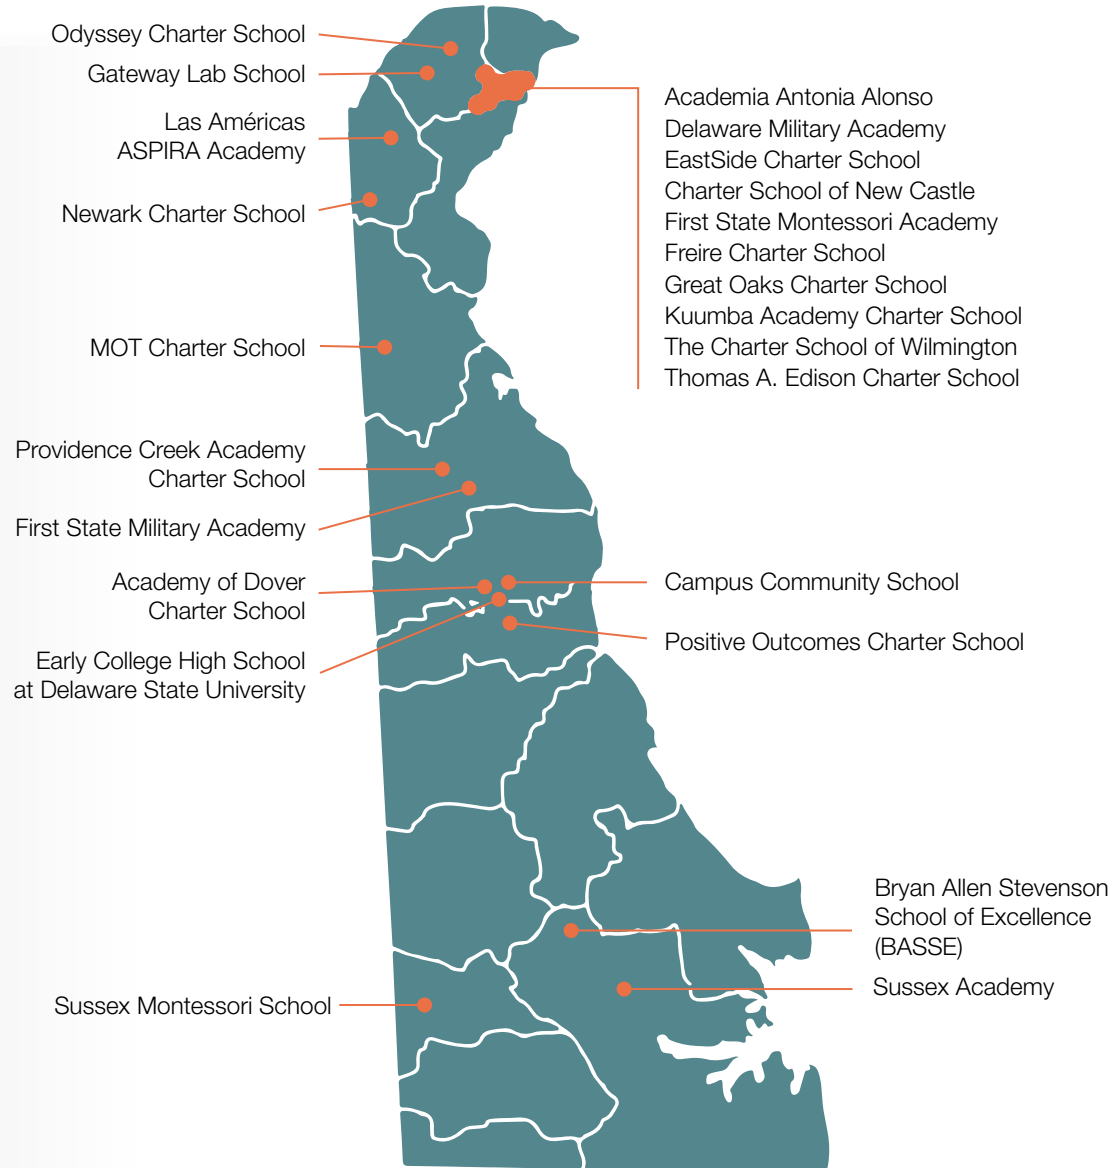 Odyssey Charter School
Gateway Lab School
Las Américas
ASPIRA Academy
Newark Charter School
MOT Charter School
Providence Creek Academy
Charter School
First State Military Academy
Academy of Dover
Charter School
Early College High School
at Delaware State University
Sussex Montessori School
Academia Antonia Alonso
Delaware Military Academy
EastSide Charter School
Charter School of New Castle
First State Montessori Academy
Freire Charter School
Great Oaks Charter School
Kuumba Academy Charter School
The Charter School of Wilmington
Thomas A. Edison Charter School
Campus Community School
Positive Outcomes Charter School
Bryan Allen Stevenson
School of Excellence
(BASSE)
Sussex Academy